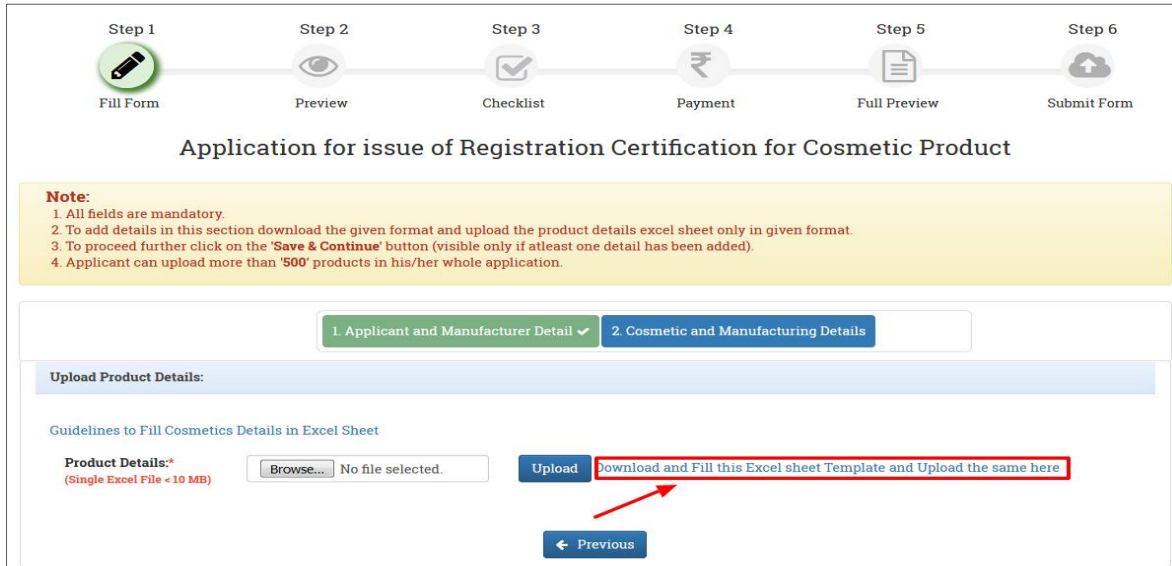 Step 1 Step 2 Step 3 Step 4 Step 5 Step 6
Fill Form Preview Checklist Payment Full Preview Submit Form
Application for issue of Registration Certification for Cosmetic Product
Note:
1. All fields are mandatory.
2. To add details in this section download the given format and upload the product details excel sheet only in given format.
3. To proceed further click on the 'Save & Continue' button (visible only if atleast one detail has been added).
4. Applicant can upload more than '500' products in his/her whole application.
1. Applicant and Manufacturer Detail ✔ 2. Cosmetic and Manufacturing Details
Upload Product Details:
Guidelines to Fill Cosmetics Details in Excel Sheet
Product Details:* Browse... No file selected. Upload Download and Fill this Excel sheet Template and Upload the same here
(Single Excel File < 10 MB)
← Previous